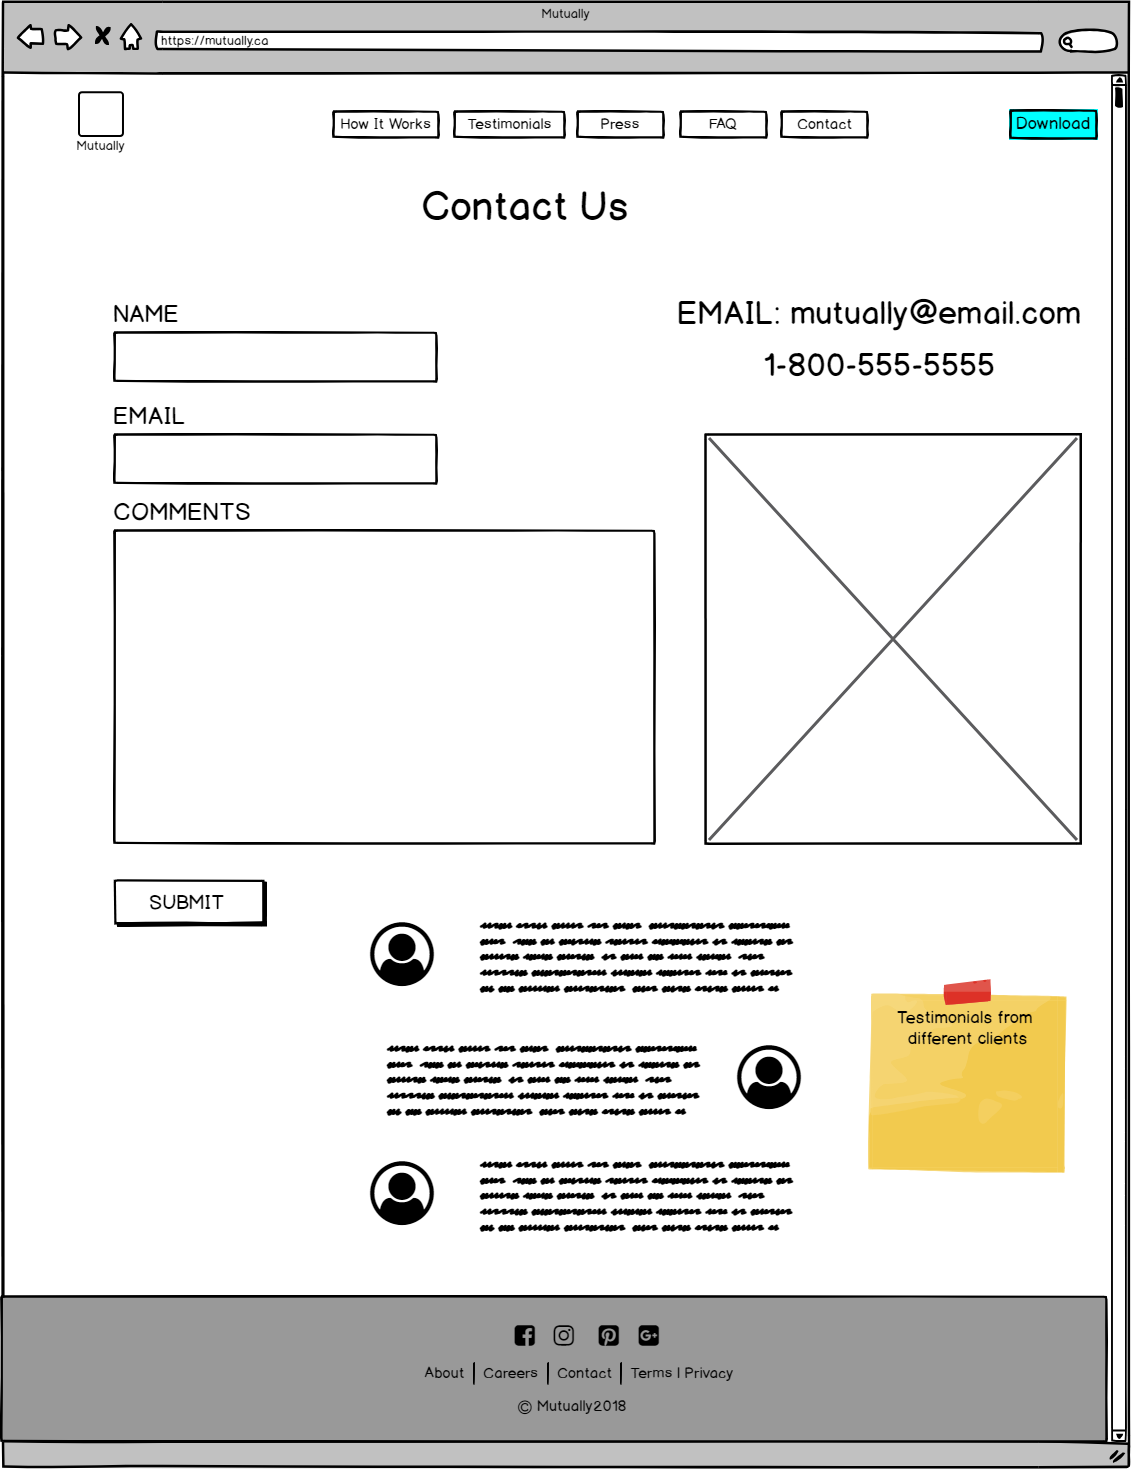 Mutually
https://mutually.ca
Mutually
How It Works
Testimonials
Press
FAQ
Contact
Download
Contact Us
NAME
EMAIL: mutually@email.com
1-800-555-5555
EMAIL
COMMENTS
SUBMIT
Testimonials from
different clients
About | Careers | Contact | Terms | Privacy
© Mutually2018